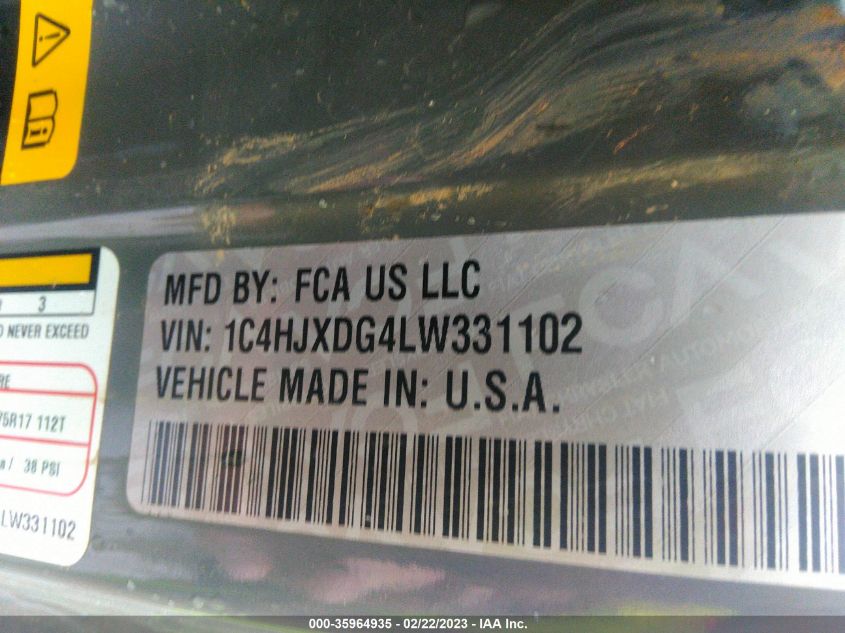 MFD BY: FCA US LLC
VIN: 1C4HJXDG4LW331102
VEHICLE MADE IN: U.S.A.
3
NEVER EXCEED
75R17 112T
/ 38 PSI
LW331102
000-35964935 - 02/22/2023 - IAA Inc.